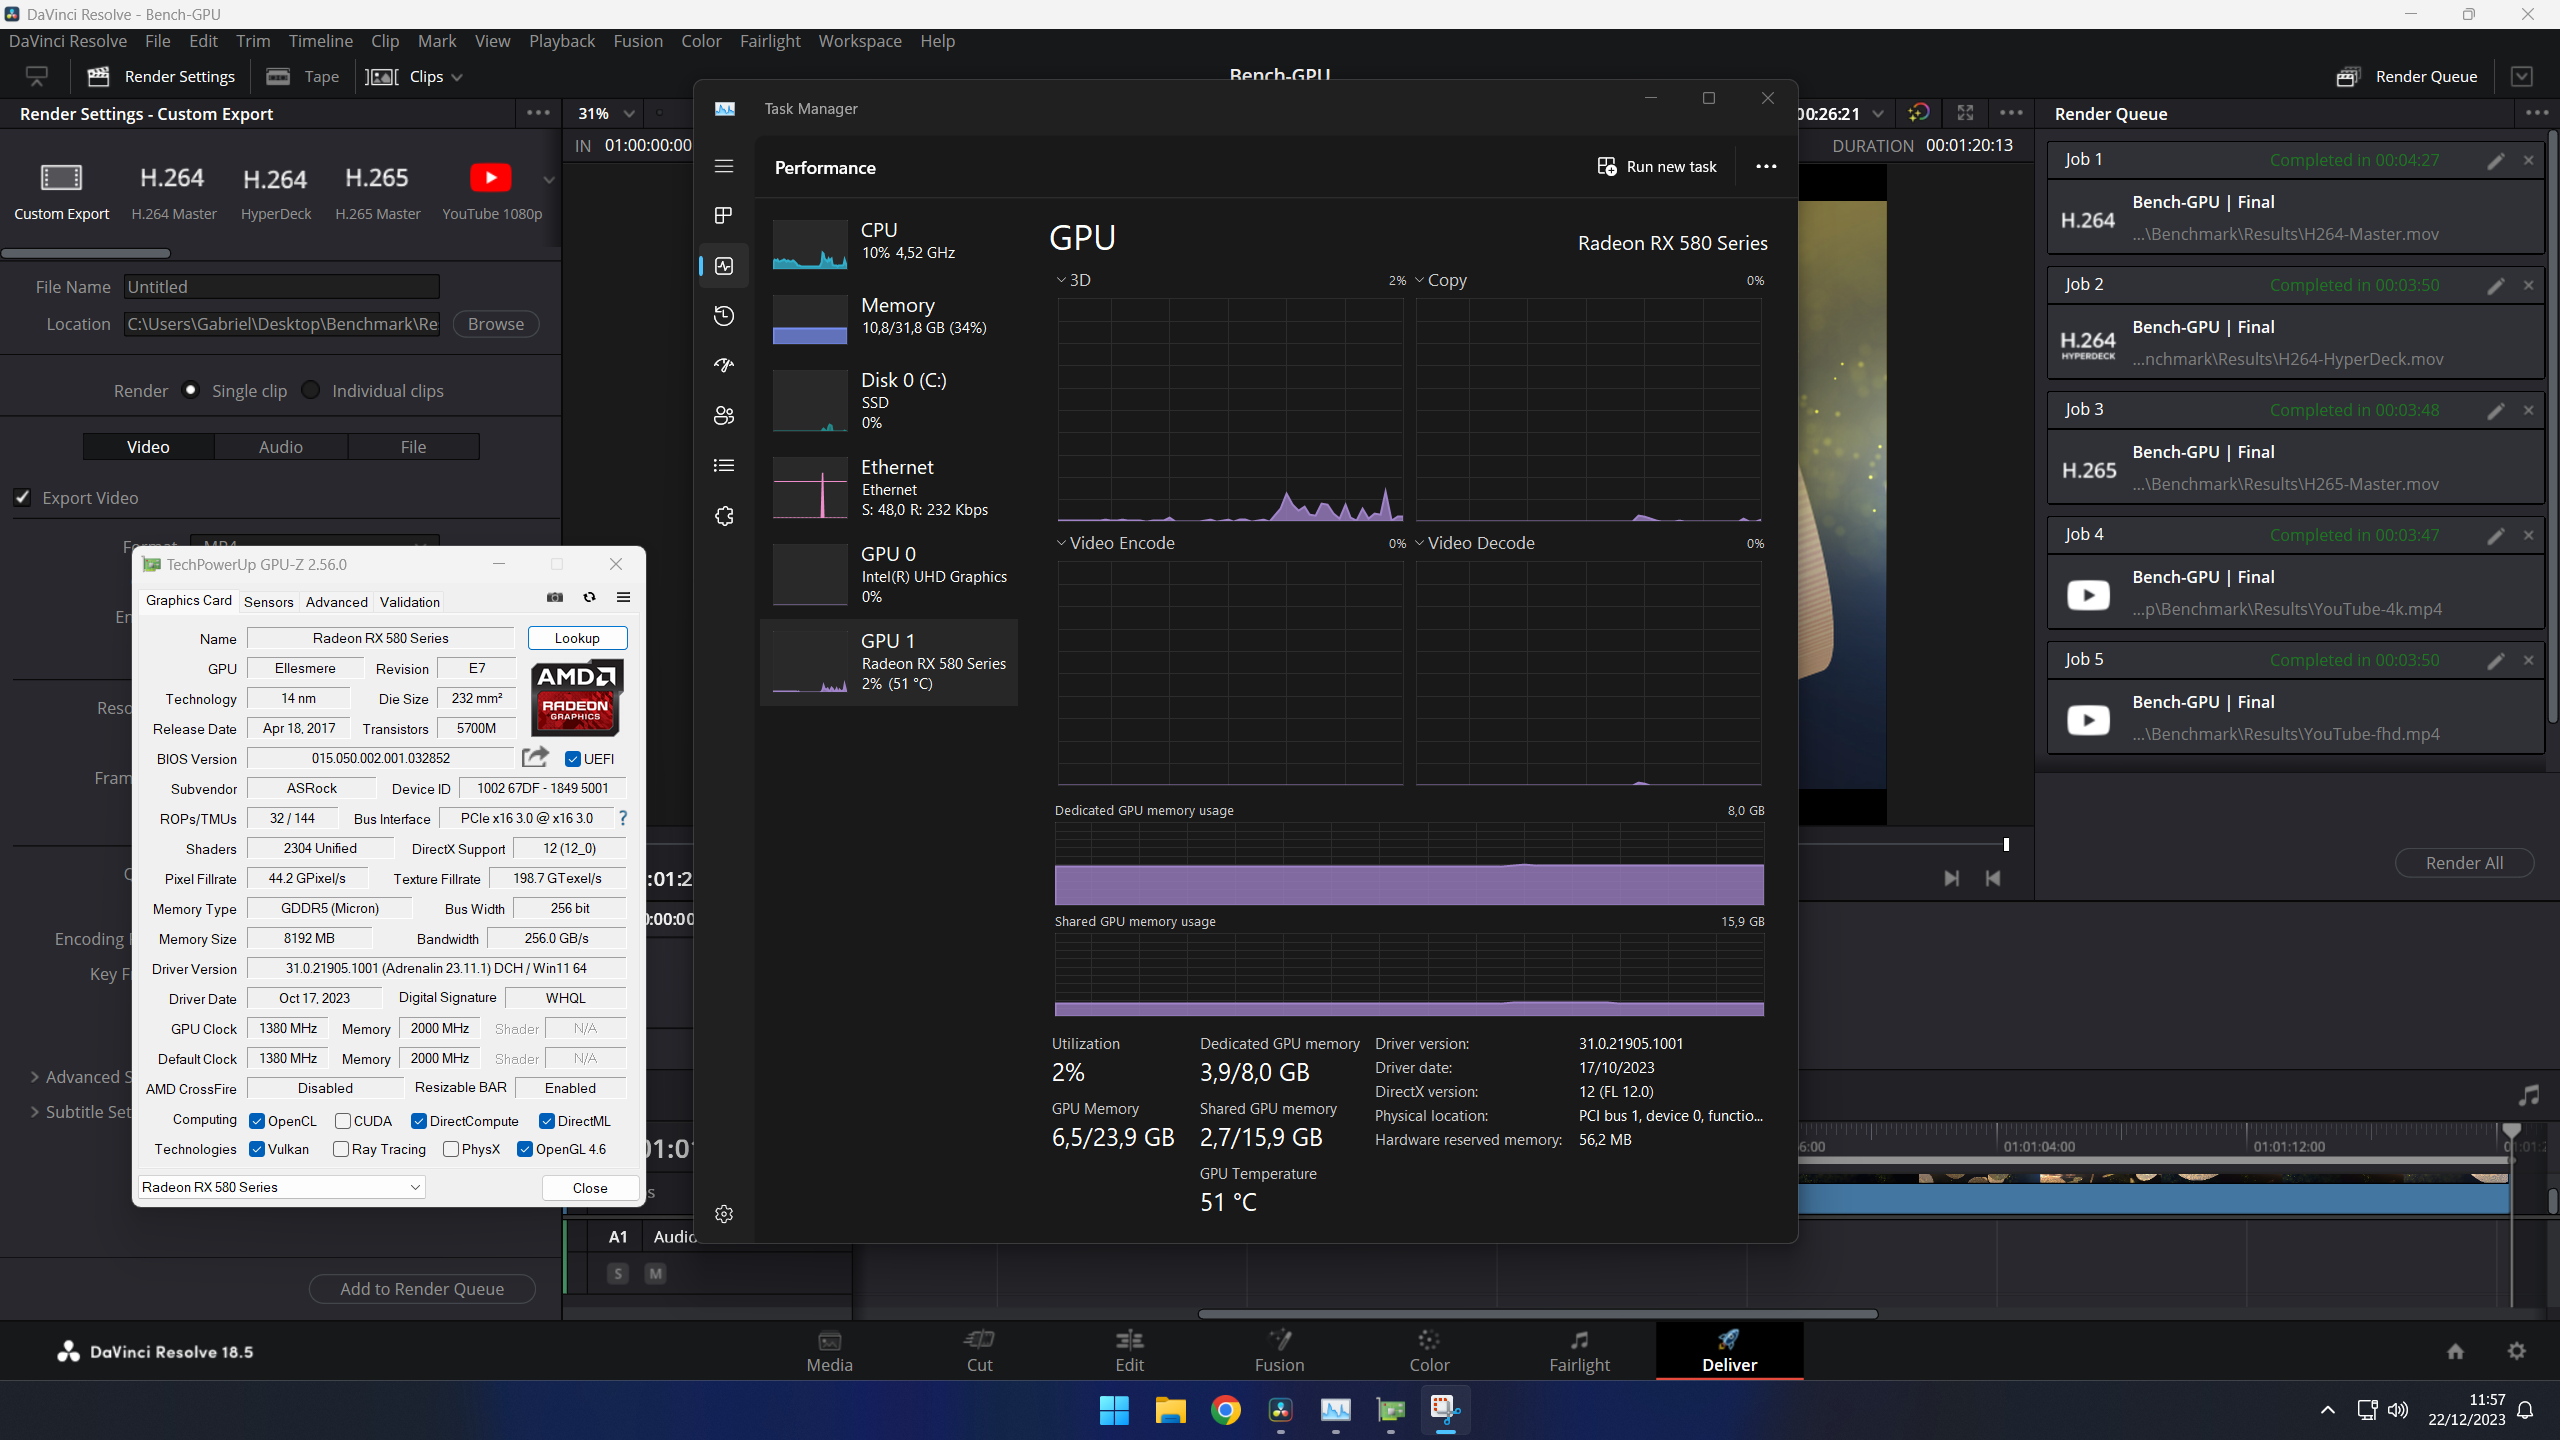 DaVinci Resolve - Bench-GPU
DaVinci Resolve File Edit Trim Timeline Clip Mark View Playback Fusion Color Fairlight Workspace Help
Render Settings Tape Clips
Bench-GPU
Render Queue
Render Settings - Custom Export
31%
00:26:21
Render Queue
IN 01:00:00:00
DURATION 00:01:20:13
H.264 H.264 H.265
Custom Export H.264 Master HyperDeck H.265 Master YouTube 1080p
File Name Untitled
Location C:\Users\Gabriel\Desktop\Benchmark\Re Browse
Render Single clip Individual clips
Video Audio File
Export Video
Format MP4
En
Reso
Fram
Q
Encoding
Key F
Advanced S
Subtitle Set
Add to Render Queue
TechPowerUp GPU-Z 2.56.0
Graphics Card Sensors Advanced Validation
Name Radeon RX 580 Series Lookup
GPU Ellesmere Revision E7
AMD
RADEON
GRAPHICS
Technology 14 nm Die Size 232 mm²
Release Date Apr 18, 2017 Transistors 5700M
BIOS Version 015.050.002.001.032852 UEFI
Subvendor ASRock Device ID 1002 67DF - 1849 5001
ROPs/TMUs 32 / 144 Bus Interface PCIe x16 3.0 @ x16 3.0 ?
Shaders 2304 Unified DirectX Support 12 (12_0)
Pixel Fillrate 44.2 GPixel/s Texture Fillrate 198.7 GTexel/s
Memory Type GDDR5 (Micron) Bus Width 256 bit
Memory Size 8192 MB Bandwidth 256.0 GB/s
Driver Version 31.0.21905.1001 (Adrenalin 23.11.1) DCH / Win11 64
Driver Date Oct 17, 2023 Digital Signature WHQL
GPU Clock 1380 MHz Memory 2000 MHz Shader N/A
Default Clock 1380 MHz Memory 2000 MHz Shader N/A
AMD CrossFire Disabled Resizable BAR Enabled
Computing OpenCL CUDA DirectCompute DirectML
Technologies Vulkan Ray Tracing PhysX OpenGL 4.6
Radeon RX 580 Series Close
:01:2
0:00:00
01:0
s
A1 Audio
S M
Task Manager
Performance Run new task
CPU
10% 4,52 GHz
Memory
10,8/31,8 GB (34%)
Disk 0 (C:)
SSD
0%
Ethernet
Ethernet
S: 48,0 R: 232 Kbps
GPU 0
Intel(R) UHD Graphics
0%
GPU 1
Radeon RX 580 Series
2% (51 °C)
GPU Radeon RX 580 Series
3D 2% Copy 0%
Video Encode 0% Video Decode 0%
Dedicated GPU memory usage 8,0 GB
Shared GPU memory usage 15,9 GB
Utilization
2%
GPU Memory
6,5/23,9 GB
Dedicated GPU memory
3,9/8,0 GB
Shared GPU memory
2,7/15,9 GB
GPU Temperature
51 °C
Driver version: 31.0.21905.1001
Driver date: 17/10/2023
DirectX version: 12 (FL 12.0)
Physical location: PCI bus 1, device 0, functio...
Hardware reserved memory: 56,2 MB
Job 1 Completed in 00:04:27
H.264
Bench-GPU | Final
...\Benchmark\Results\H264-Master.mov
Job 2 Completed in 00:03:50
H.264
HYPERDECK
Bench-GPU | Final
...nchmark\Results\H264-HyperDeck.mov
Job 3 Completed in 00:03:48
H.265
Bench-GPU | Final
...\Benchmark\Results\H265-Master.mov
Job 4 Completed in 00:03:47
Bench-GPU | Final
...p\Benchmark\Results\YouTube-4k.mp4
Job 5 Completed in 00:03:50
Bench-GPU | Final
...\Benchmark\Results\YouTube-fhd.mp4
Render All
6:00 01:01:04:00 01:01:12:00 01:01:2
DaVinci Resolve 18.5
Media Cut Edit Fusion Color Fairlight Deliver
11:57
22/12/2023